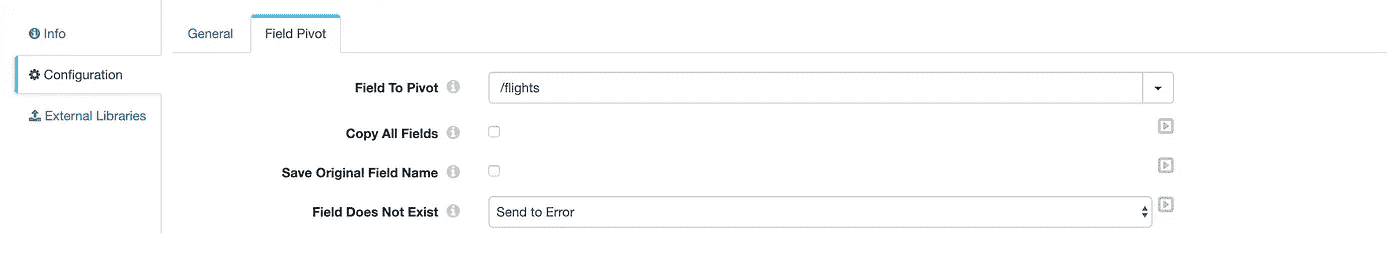 Info
General
Field Pivot
Configuration
Field To Pivot
/flights
External Libraries
Copy All Fields
Save Original Field Name
Field Does Not Exist
Send to Error